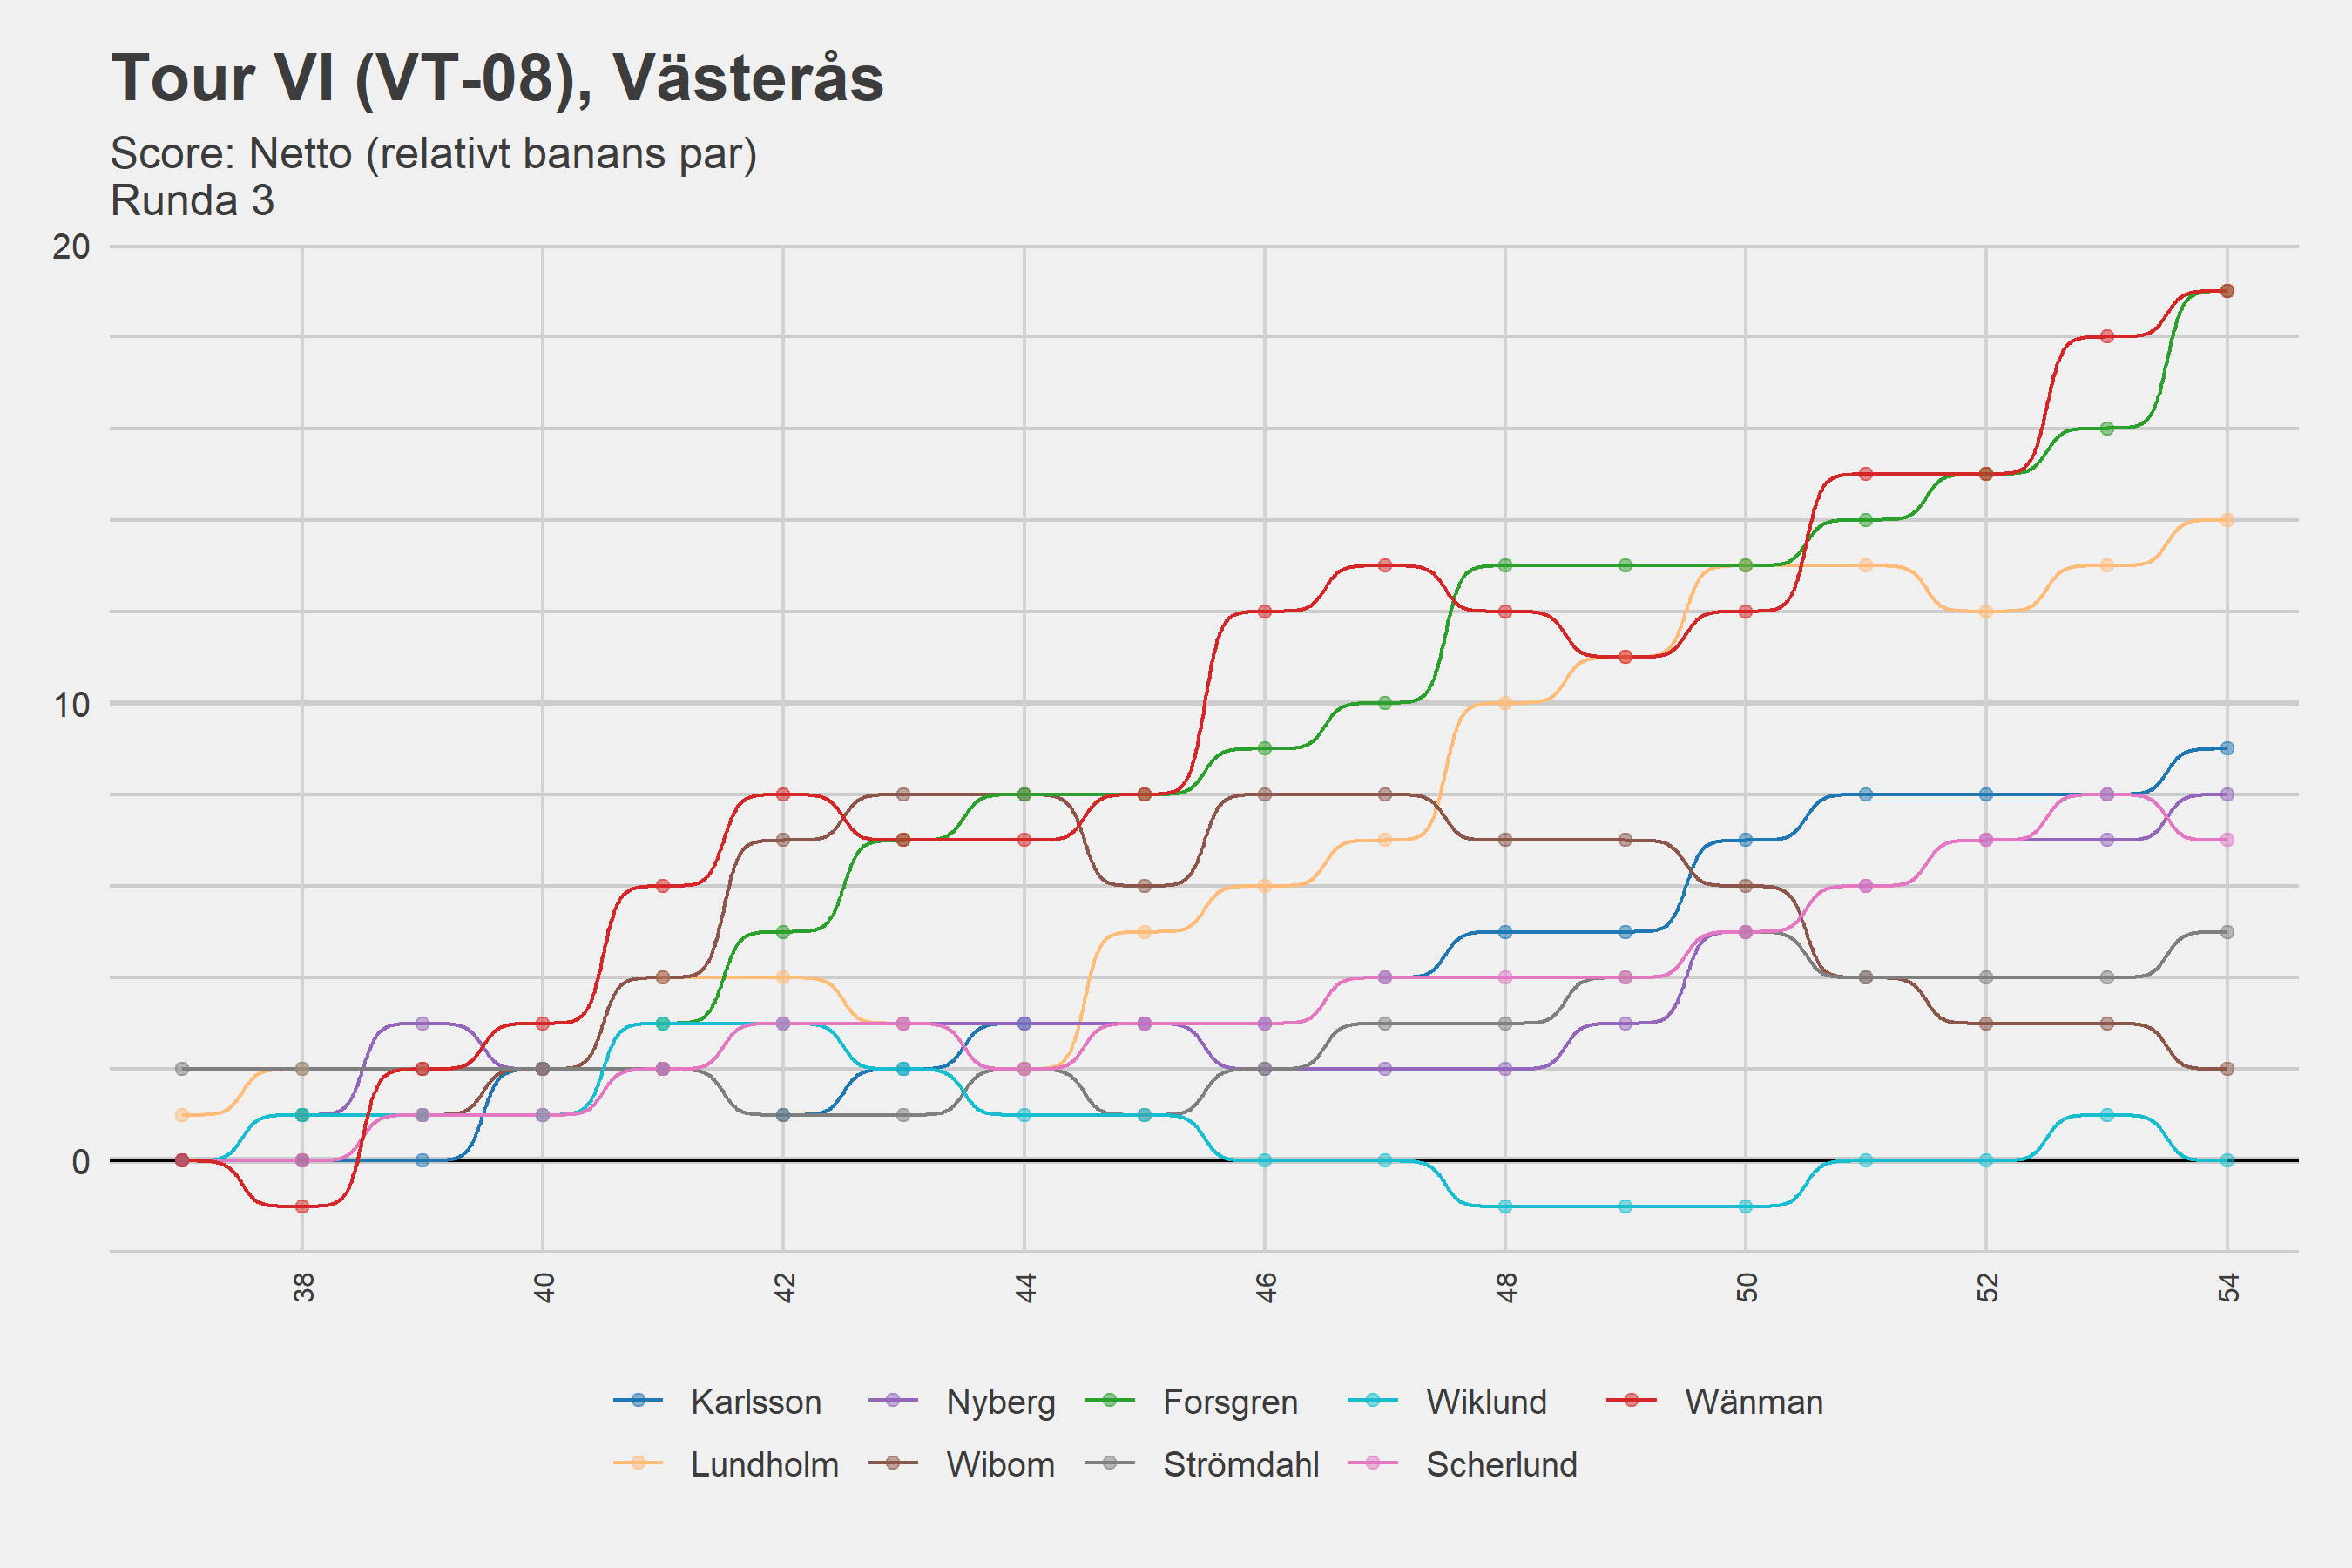 Tour VI (VT-08), Västerås
Score: Netto (relativt banans par)
Runda 3
20
10
0
38 40 42 44 46 48 50 52 54
Karlsson Nyberg Forsgren Wiklund Wänman
Lundholm Wibom Strömdahl Scherlund